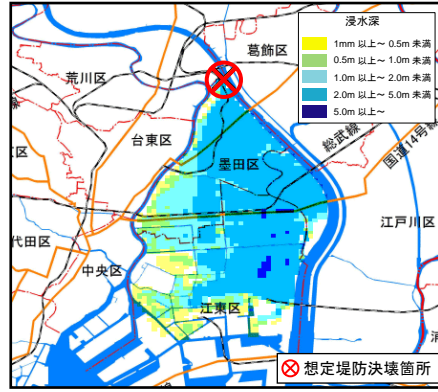 浸水深
1mm 以上～ 0.5m 未満
0.5m 以上～ 1.0m 未満
1.0m 以上～ 2.0m 未満
2.0m 以上～ 5.0m 未満
5.0m 以上～
葛飾区
荒川区
台東区
墨田区
総武線
国道14号線
江戸川区
区
代田区
中央区
江東区
想定堤防決壊箇所